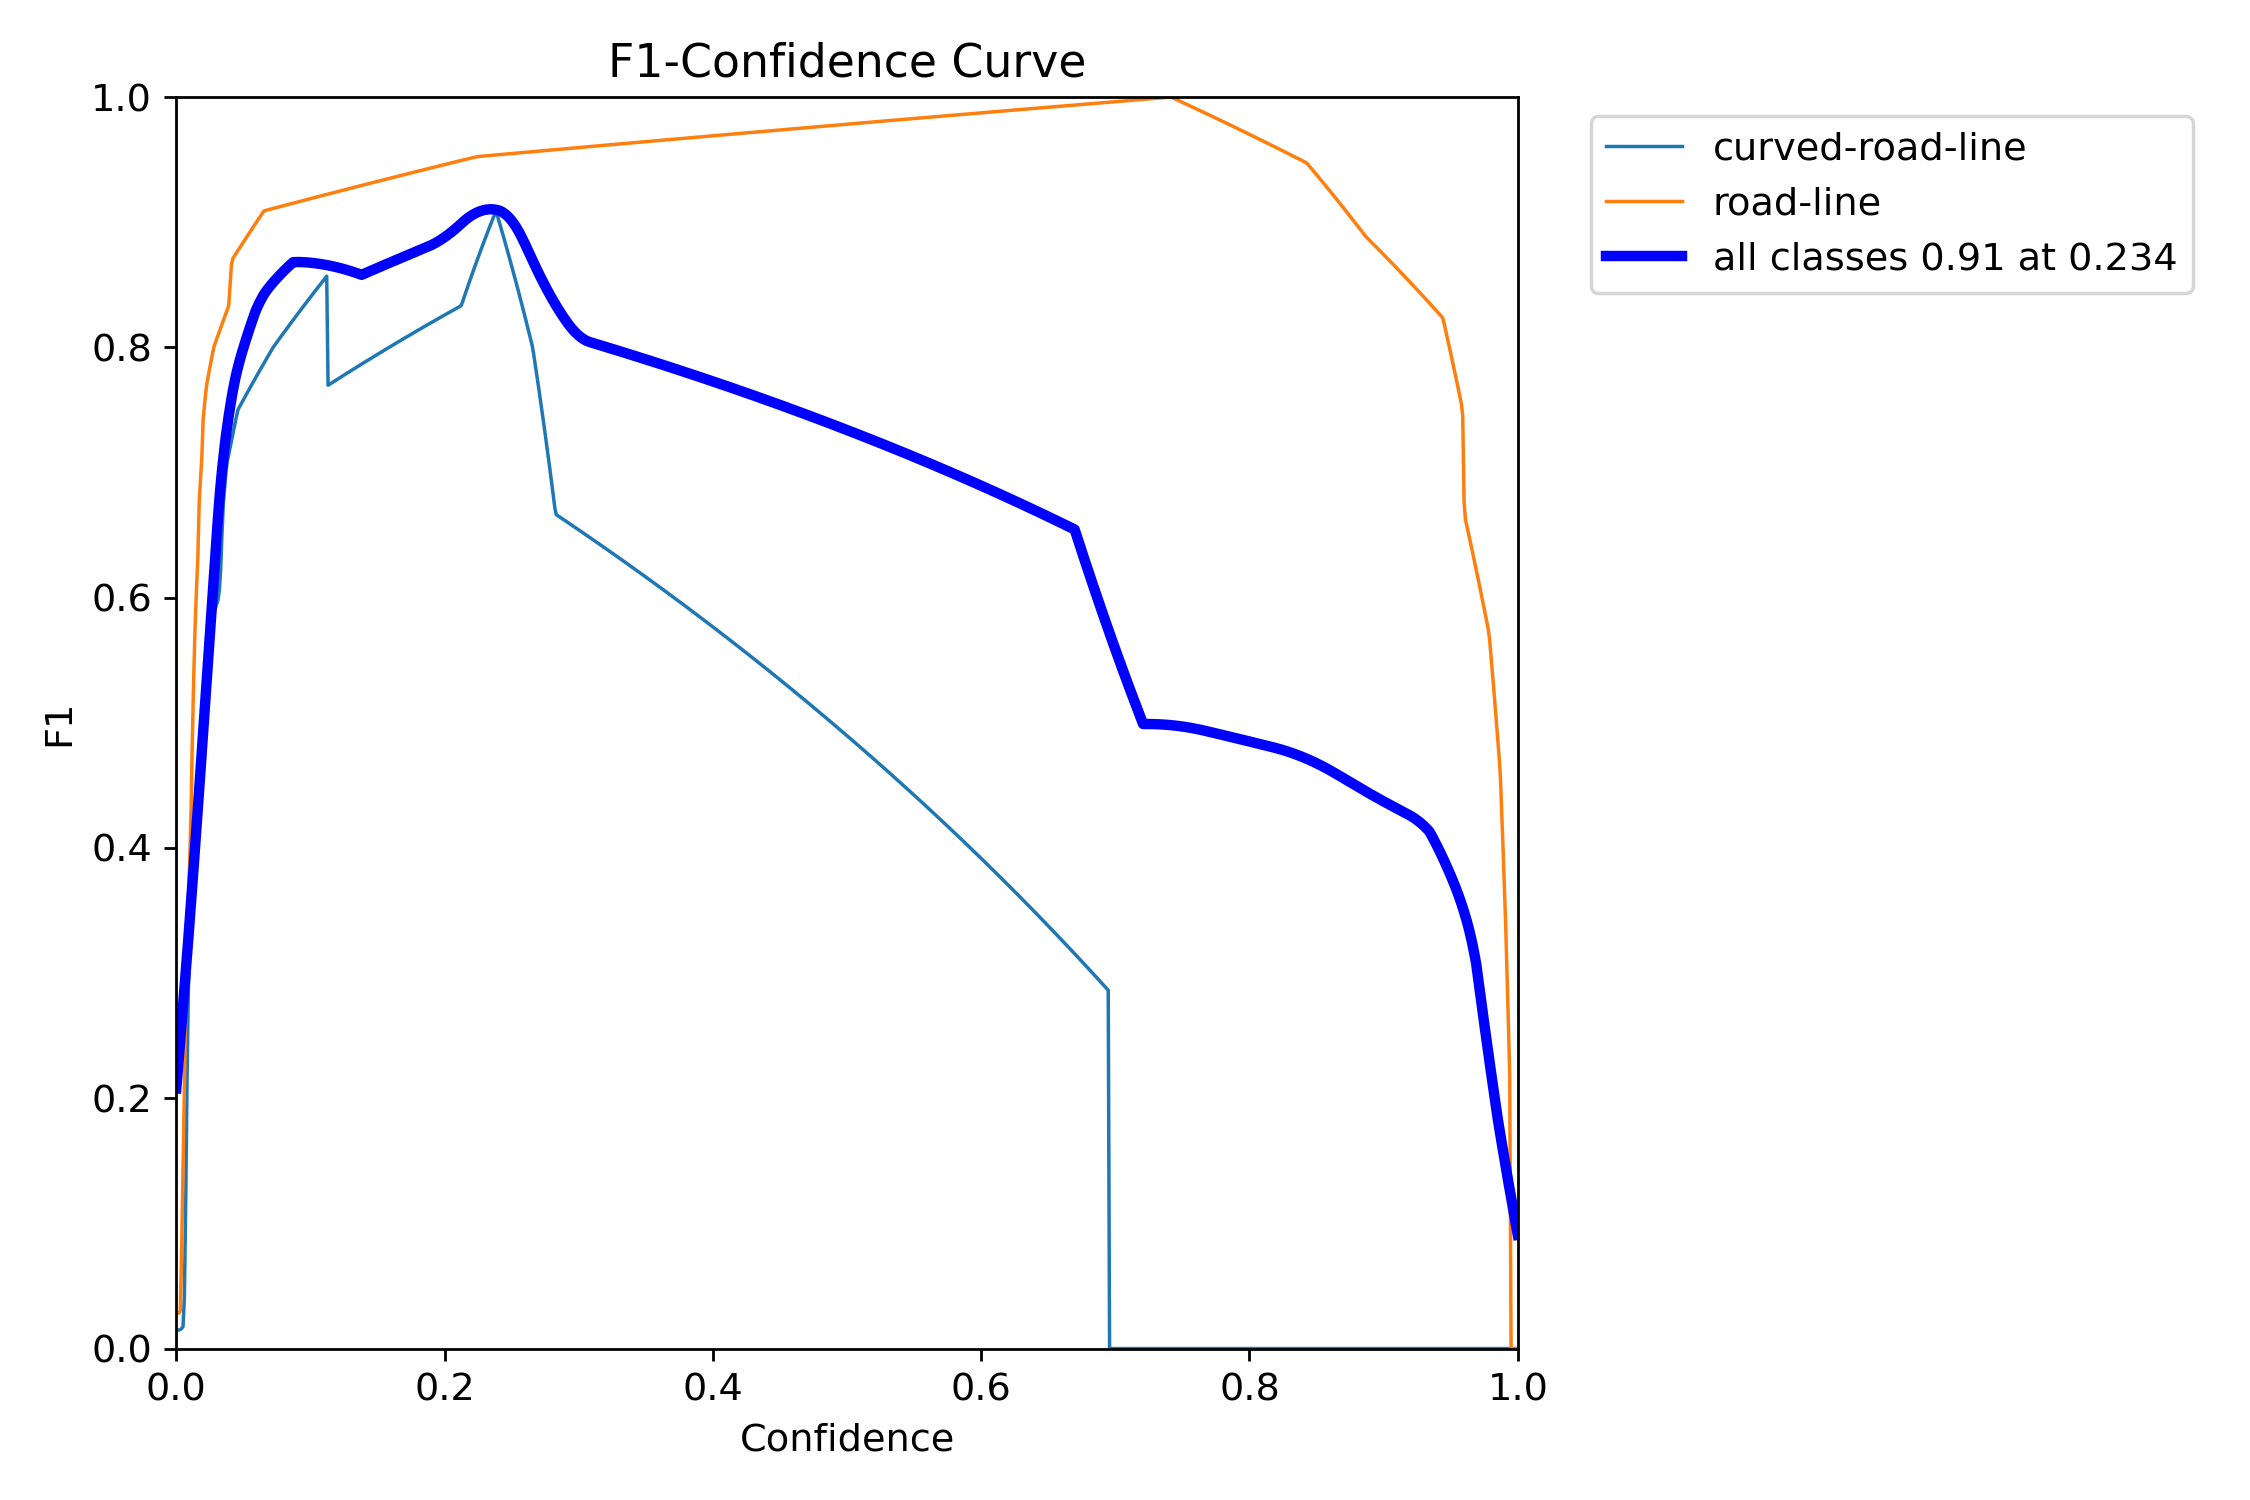 F1-Confidence Curve
1.0
0.8
0.6
0.4
0.2
0.0
F1
0.0 0.2 0.4 0.6 0.8 1.0
Confidence
curved-road-line
road-line
all classes 0.91 at 0.234